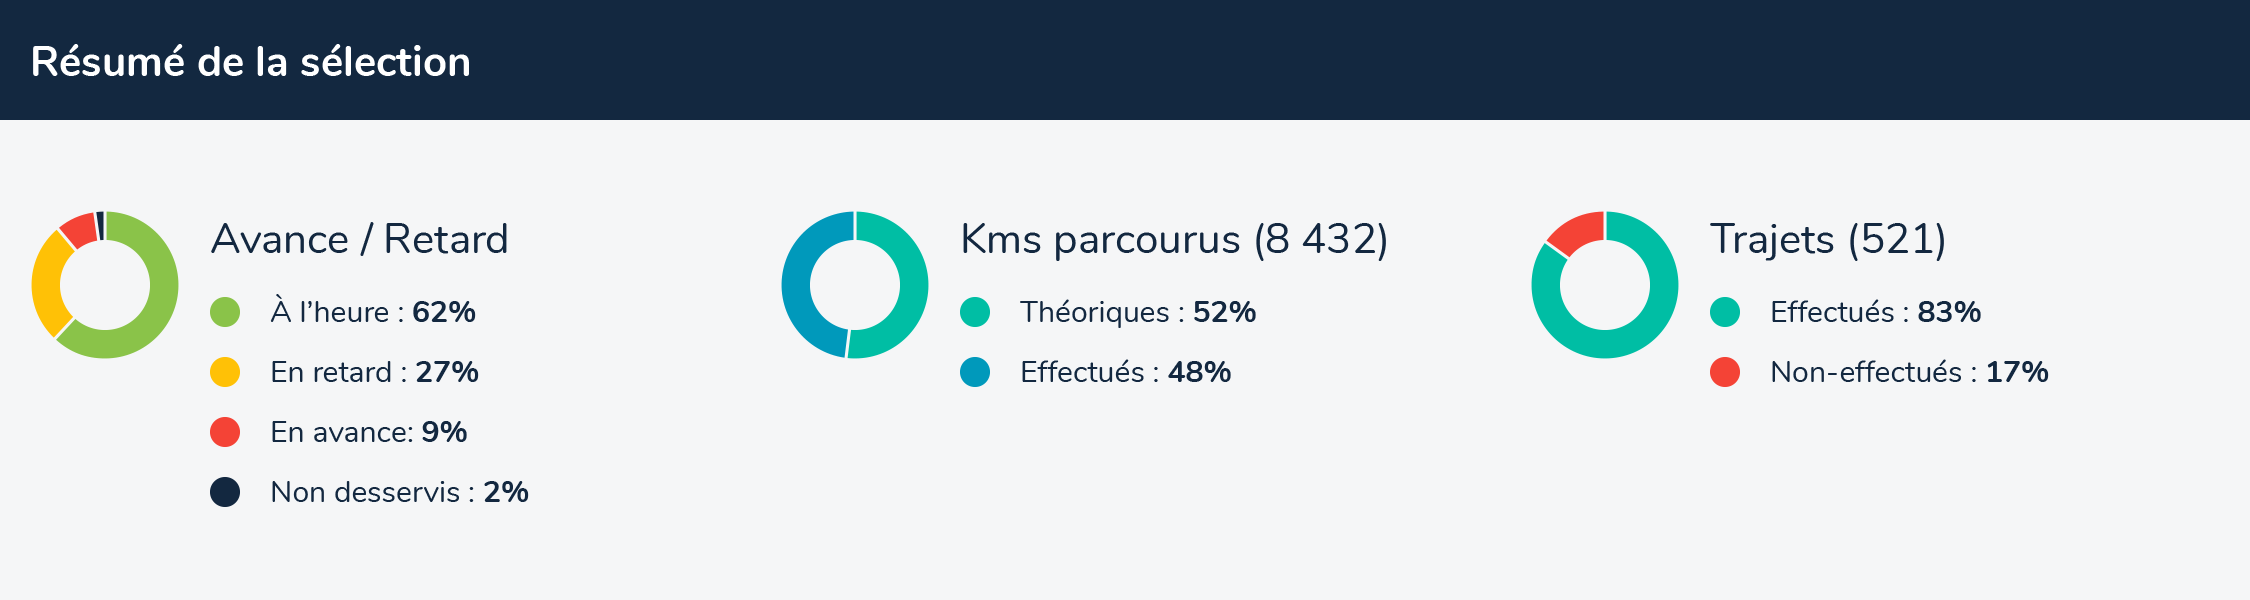 Résumé de la sélection
Avance / Retard
À l’heure : 62%
En retard : 27%
En avance: 9%
Non desservis : 2%
Kms parcourus (8 432)
Théoriques : 52%
Effectués : 48%
Trajets (521)
Effectués : 83%
Non-effectués : 17%